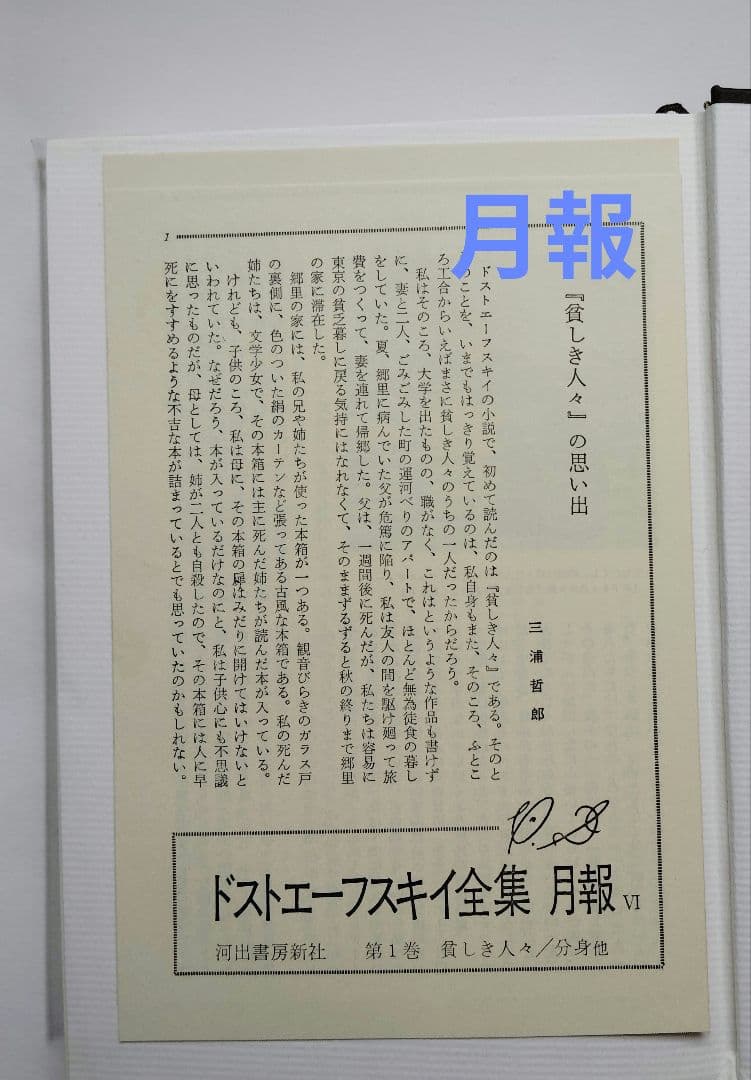 月報
1
『貧しき人々』の思い出
三浦哲郎
ドストエーフスキイの小説で、初めて読んだのは『貧しき人々』である。そのと
のことを、いまでもはっきり覚えているのは、私自身もまた、そのころ、ふとこ
ろ工合からいえばまさに貧しき人々のうちの一人だったからだろう。
私はそのころ、大学を出たものの、職がなく、これはというような作品も書けず
に、妻と二人、ごみごみした町の運河べりのアパートで、ほとんど無為徒食の暮し
をしていた。夏、郷里に病んでいた父が危篤に陥り、私は友人の間を駆け廻って旅
費をつくって、妻を連れて帰郷した。父は、一週間後に死んだが、私たちは容易に
東京の貧乏暮しに戻る気持にはなれなくて、そのままずるずると秋の終りまで郷里
の家に滞在した。
郷里の家には、私の兄や姉たちが使った本箱が一つある。観音びらきのガラス戸
の裏側に、色のついた絹のカーテンなど張ってある古風な本箱である。私の死んだ
姉たちは、文学少女で、その本箱には主に死んだ姉たちが読んだ本が入っている。
けれども、子供のころ、私は母に、その本箱の扉はみだりに開けてはいけないと
いわれていた。なぜだろう、本が入っているだけなのにと、私は子供心にも不思議
に思ったものだが、母としては、姉が二人とも自殺したので、その本箱には人に早
死にをすすめるような不吉な本が詰まっているとでも思っていたのかもしれない。
ドストエーフスキイ全集 月報 VI
河出書房新社 第1巻 貧しき人々/分身他